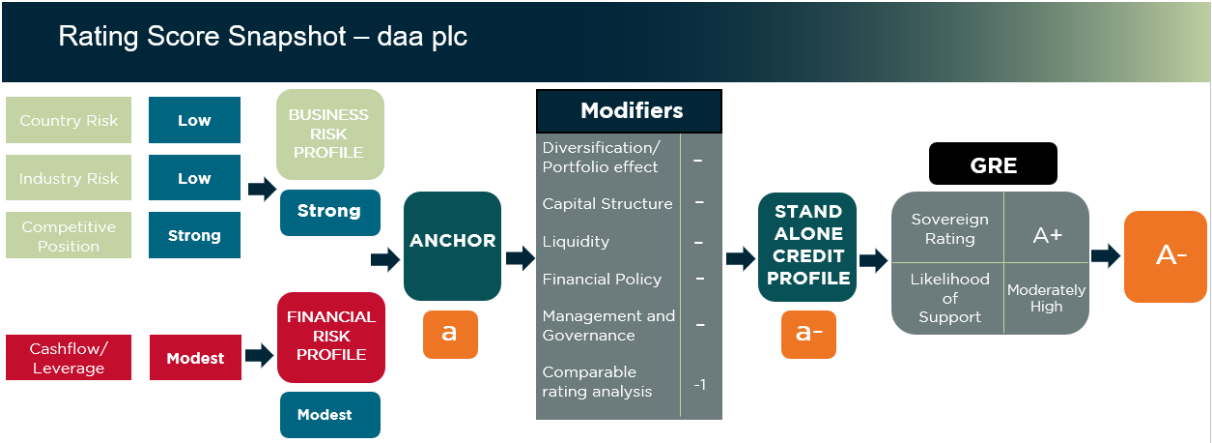 Rating Score Snapshot – daa plc
Country Risk
Low
Industry Risk
Low
Competitive
Position
Strong
BUSINESS
RISK
PROFILE
Strong
Cashflow/
Leverage
Modest
FINANCIAL
RISK
PROFILE
Modest
ANCHOR
a
Modifiers
Diversification/
Portfolio effect
–
Capital Structure
–
Liquidity
–
Financial Policy
–
Management and
Governance
–
Comparable
rating analysis
-1
STAND
ALONE
CREDIT
PROFILE
a-
GRE
Sovereign
Rating
A+
Likelihood
of
Support
Moderately
High
A-